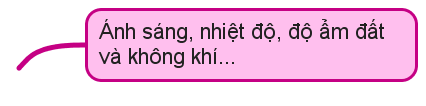 Ánh sáng, nhiệt độ, độ ẩm đất
và không khí...